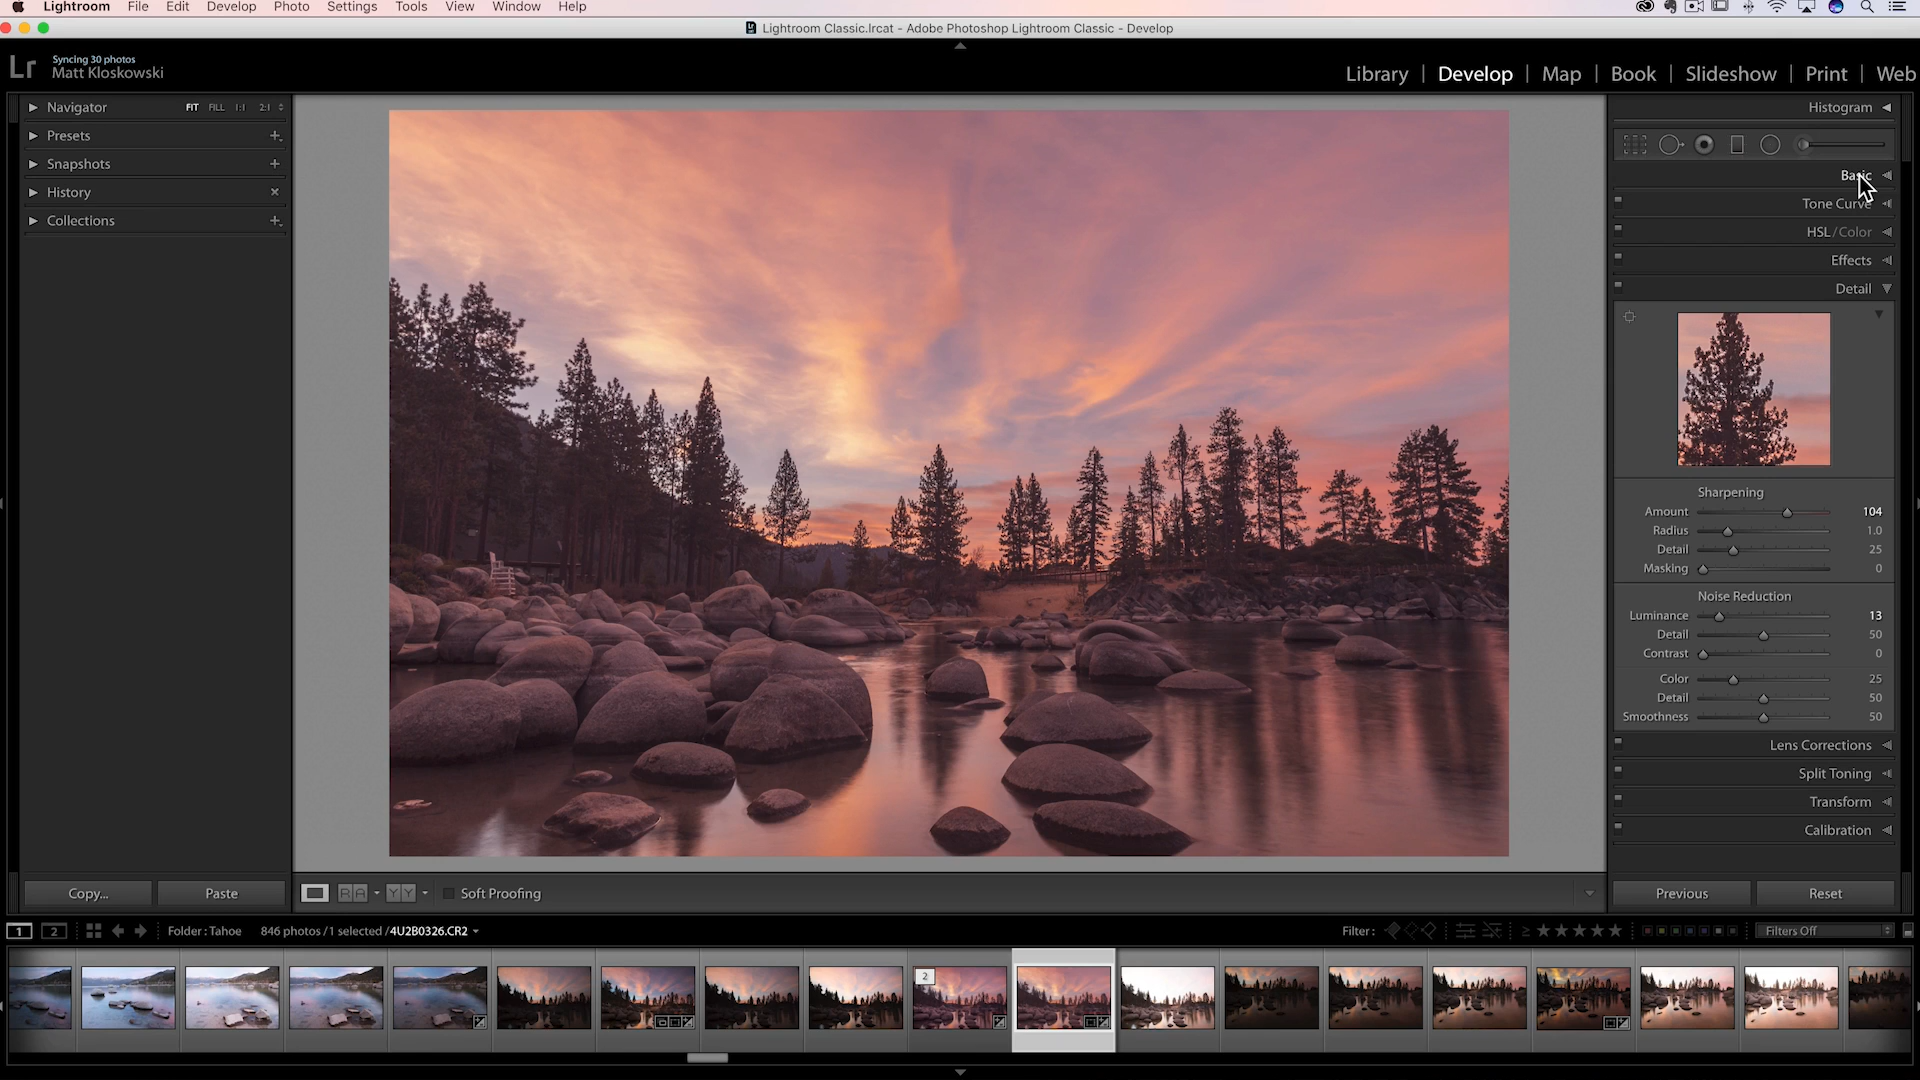 Lightroom File Edit Develop Photo Settings Tools View Window Help
Lightroom Classic.lrcat - Adobe Photoshop Lightroom Classic - Develop
Lr
Syncing 30 photos
Matt Kloskowski
Library | Develop | Map | Book | Slideshow | Print | Web
Navigator FIT FILL 1:1 2:1
Presets
Snapshots
History
Collections
Copy...
Paste
Soft Proofing
Histogram
Basic
Tone Curve
HSL / Color
Effects
Detail
Sharpening
Amount 104
Radius 1.0
Detail 25
Masking 0
Noise Reduction
Luminance 13
Detail 50
Contrast 0
Color 25
Detail 50
Smoothness 50
Lens Corrections
Split Toning
Transform
Calibration
Previous
Reset
1 2 Folder : Tahoe 846 photos / 1 selected / 4U2B0326.CR2
Filter : ≥ ★ ★ ★ ★ ★ Filters Off
2